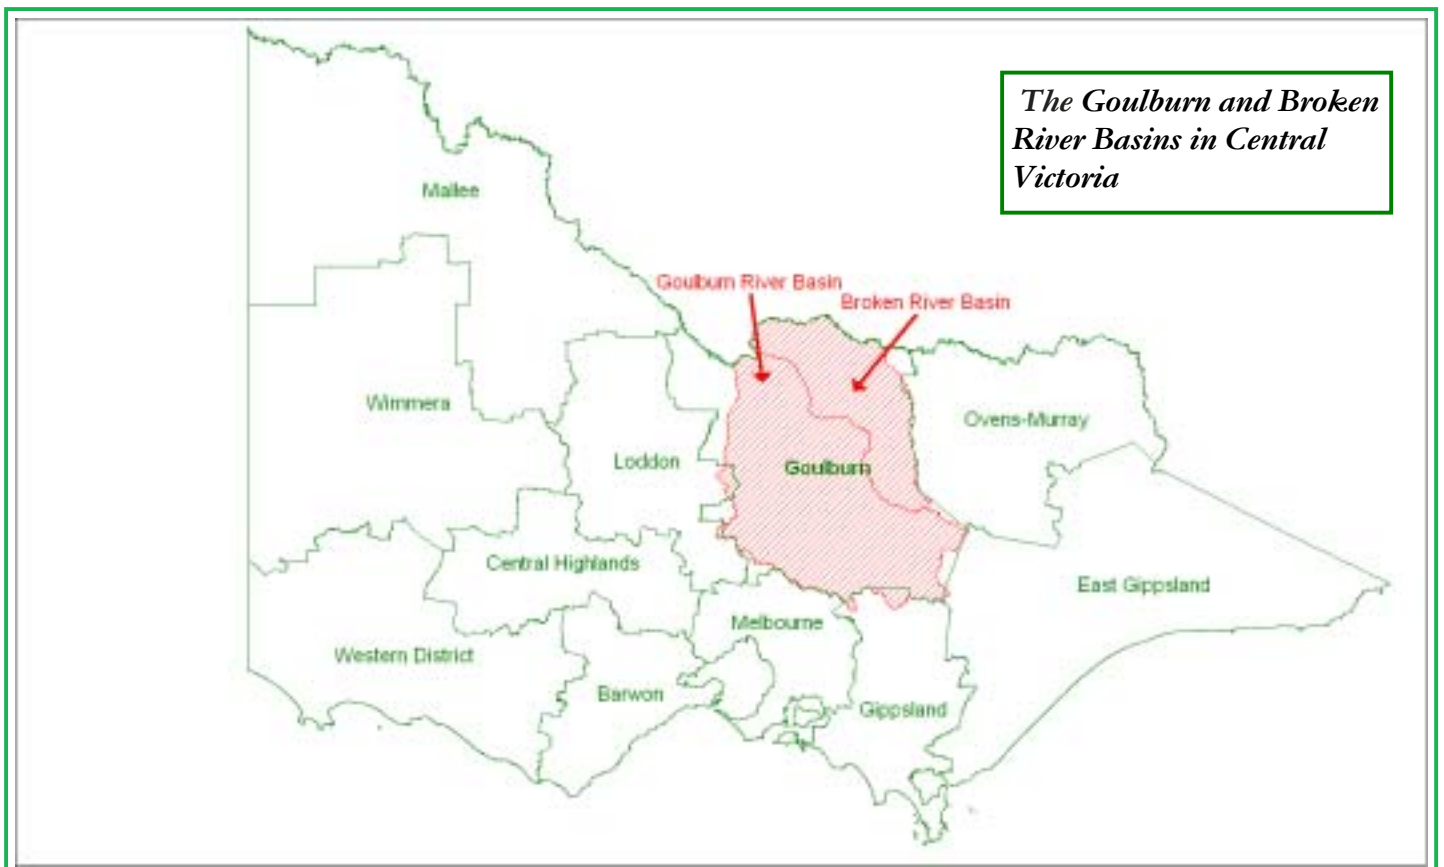 The Goulburn and Broken
River Basins in Central
Victoria
Mallee
Goulburn River Basin
Broken River Basin
Wimmera
Ovens-Murray
Loddon
Goulburn
Central Highlands
East Gippsland
Melbourne
Western District
Barwon
Gippsland